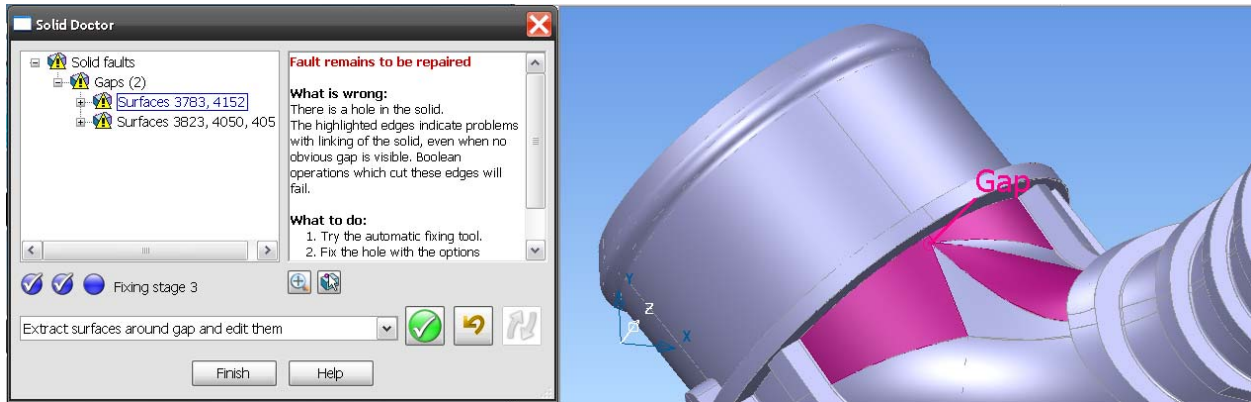 Solid Doctor
Solid faults
Gaps (2)
Surfaces 3783, 4152
Surfaces 3823, 4050, 405
Fault remains to be repaired
What is wrong:
There is a hole in the solid.
The highlighted edges indicate problems
with linking of the solid, even when no
obvious gap is visible. Boolean
operations which cut these edges will
fail.
What to do:
1. Try the automatic fixing tool.
2. Fix the hole with the options
Fixing stage 3
Extract surfaces around gap and edit them
Finish
Help
Gap
Y
Z
X